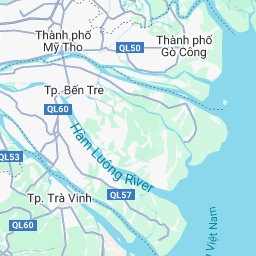 Thành phố
Mỹ Tho
Thành phố
Gò Công
QL50
Tp. Bến Tre
QL60
Hàm Luông River
QL53
Tp. Trà Vinh
QL57
QL60
Việt Nam